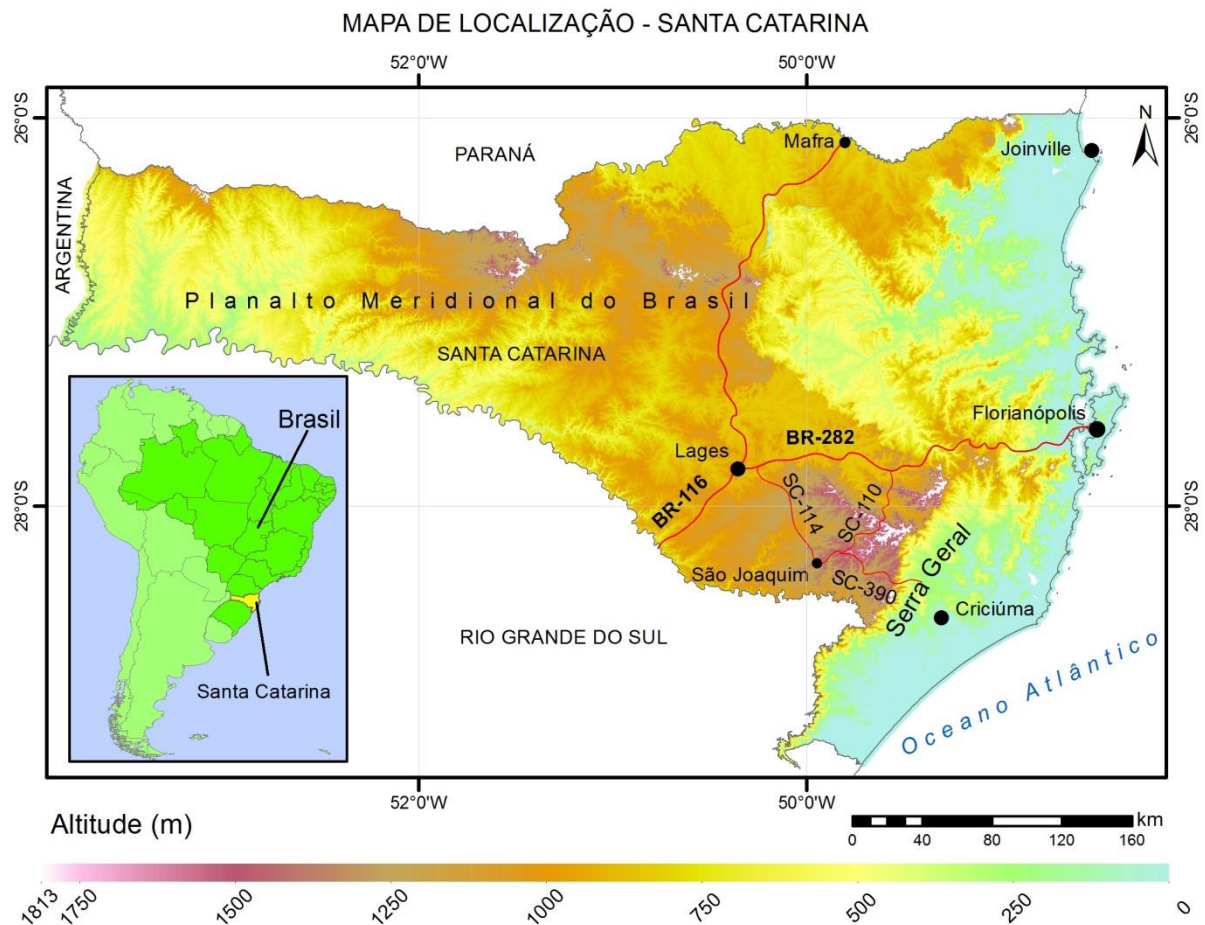 MAPA DE LOCALIZAÇÃO - SANTA CATARINA
52°0'W
50°0'W
26°0'S
26°0'S
N
Mafra
Joinville
PARANÁ
ARGENTINA
Planalto Meridional do Brasil
SANTA CATARINA
Florianópolis
Brasil
BR-282
Lages
BR-116
SC-114
SC-110
28°0'S
28°0'S
São Joaquim
SC-390
Serra Geral
Criciúma
RIO GRANDE DO SUL
Santa Catarina
Oceano Atlântico
52°0'W
50°0'W
Altitude (m)
km
0 20 40 80 120 160
1813 1750 1500 1250 1000 750 500 250 0